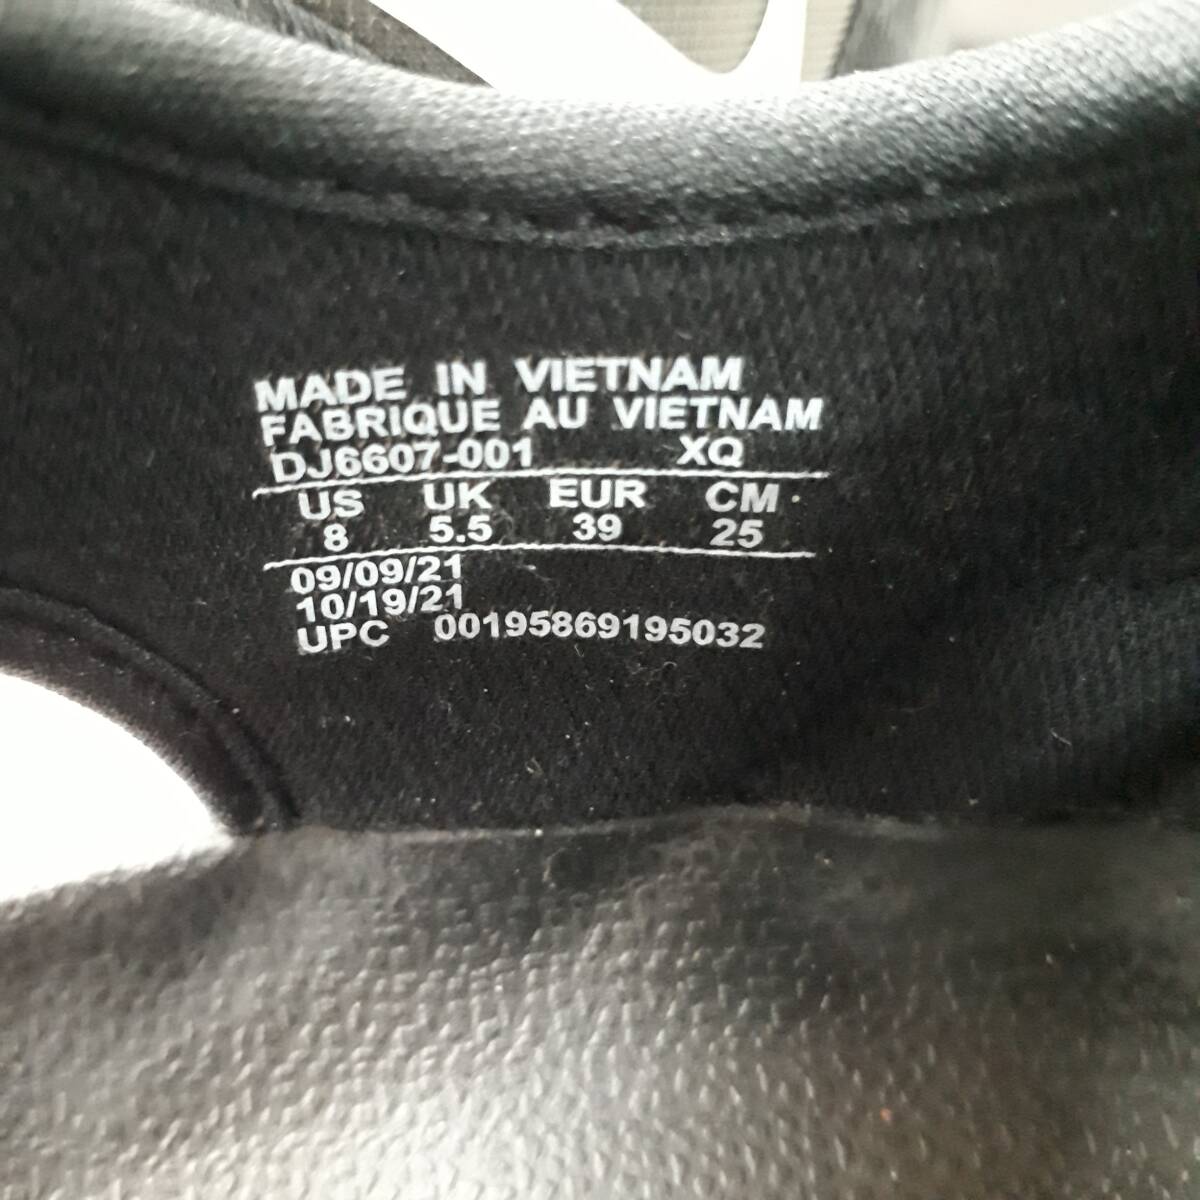 MADE IN VIETNAM
FABRIQUE AU VIETNAM
DJ6607-001 XQ
US UK EUR CM
8 5.5 39 25
09/09/21
10/19/21
UPC 00195869195032